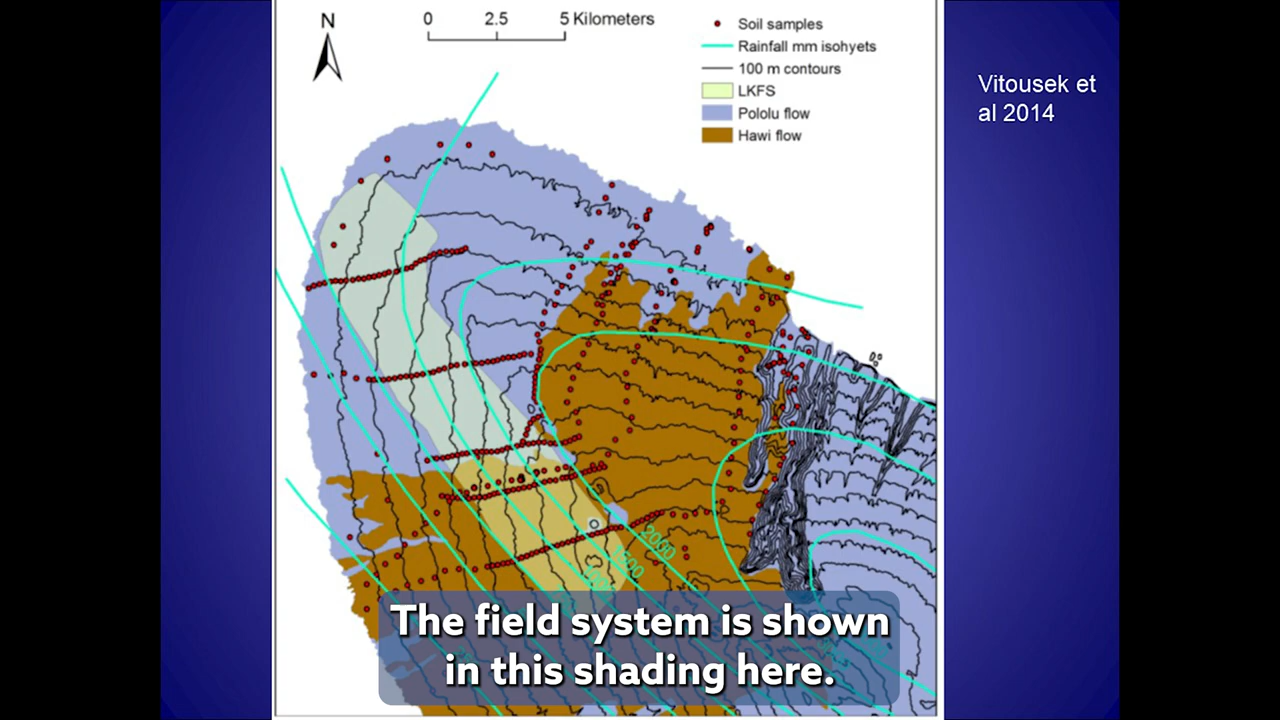 N
0 2.5 5 Kilometers
Soil samples
Rainfall mm isohyets
100 m contours
LKFS
Pololu flow
Hawi flow
Vitousek et
al 2014
2000
The field system is shown
in this shading here.